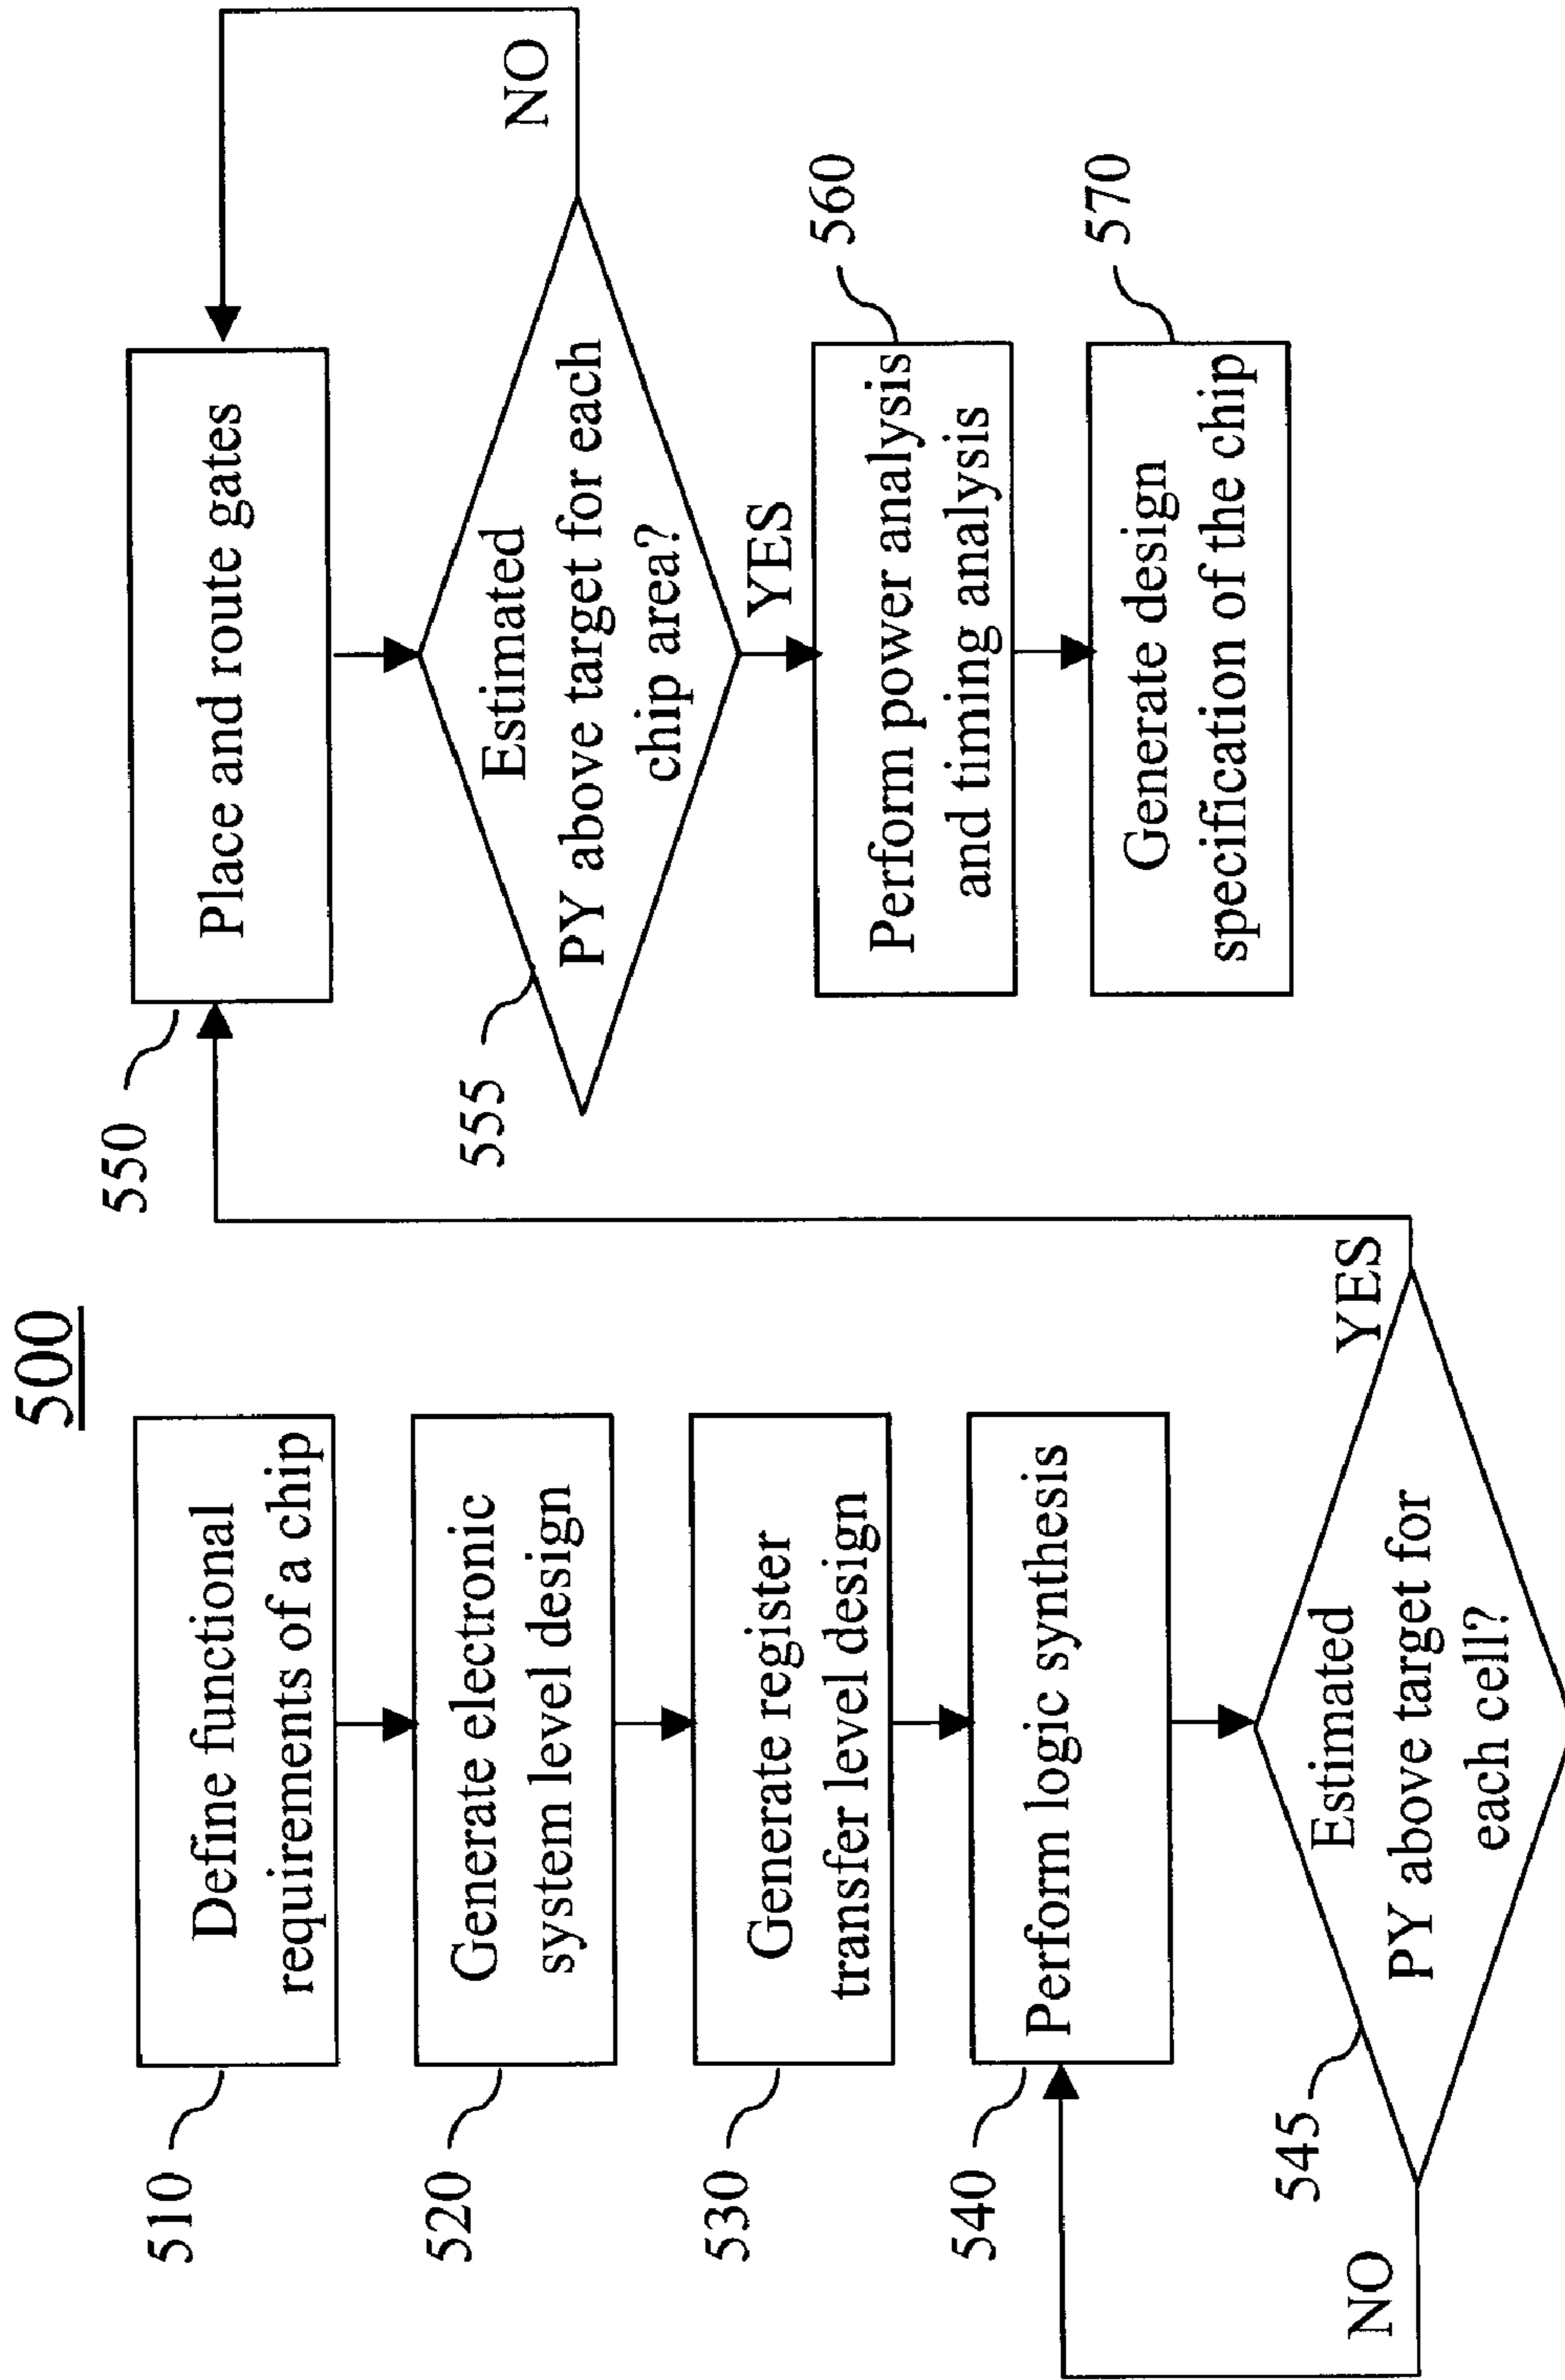 500
510
Define functional
requirements of a chip
520
Generate electronic
system level design
530
Generate register
transfer level design
540
Perform logic synthesis
545
Estimated
PY above target for
each cell?
NO
YES
550
Place and route gates
555
Estimated
PY above target for each
chip area?
NO
YES
560
Perform power analysis
and timing analysis
570
Generate design
specification of the chip